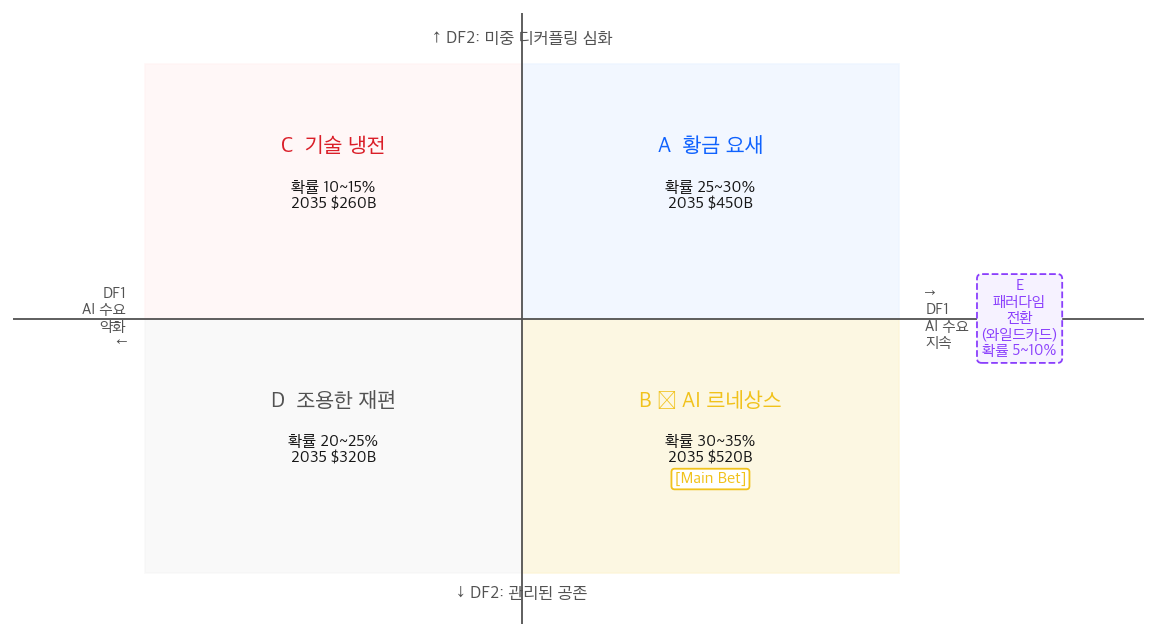 ↑ DF2: 미중 디커플링 심화
C 기술 냉전
확률 10~15%
2035 $260B
A 황금 요새
확률 25~30%
2035 $450B
DF1
AI 수요
약화
←
→
DF1
AI 수요
지속
E
패러다임
전환
(와일드카드)
확률 5~10%
D 조용한 재편
확률 20~25%
2035 $320B
B AI 르네상스
확률 30~35%
2035 $520B
[Main Bet]
↓ DF2: 관리된 공존